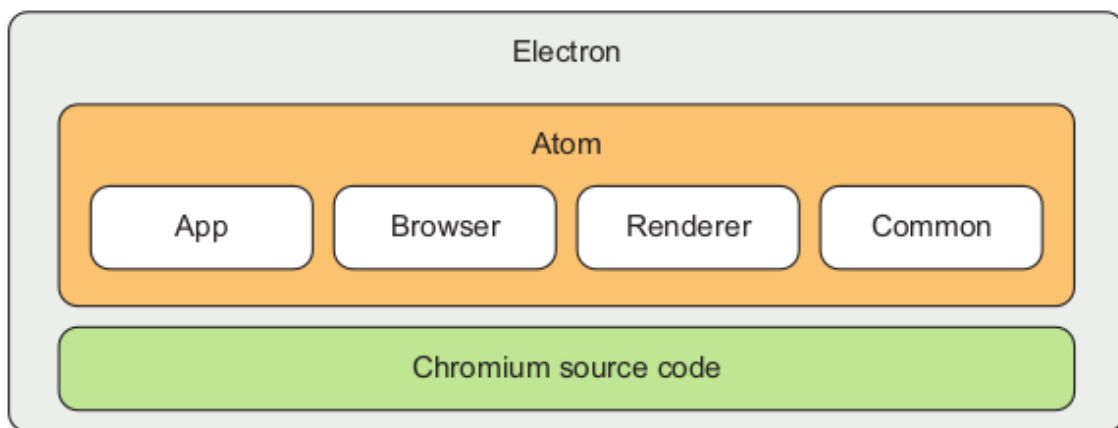 Electron
Atom
App
Browser
Renderer
Common
Chromium source code